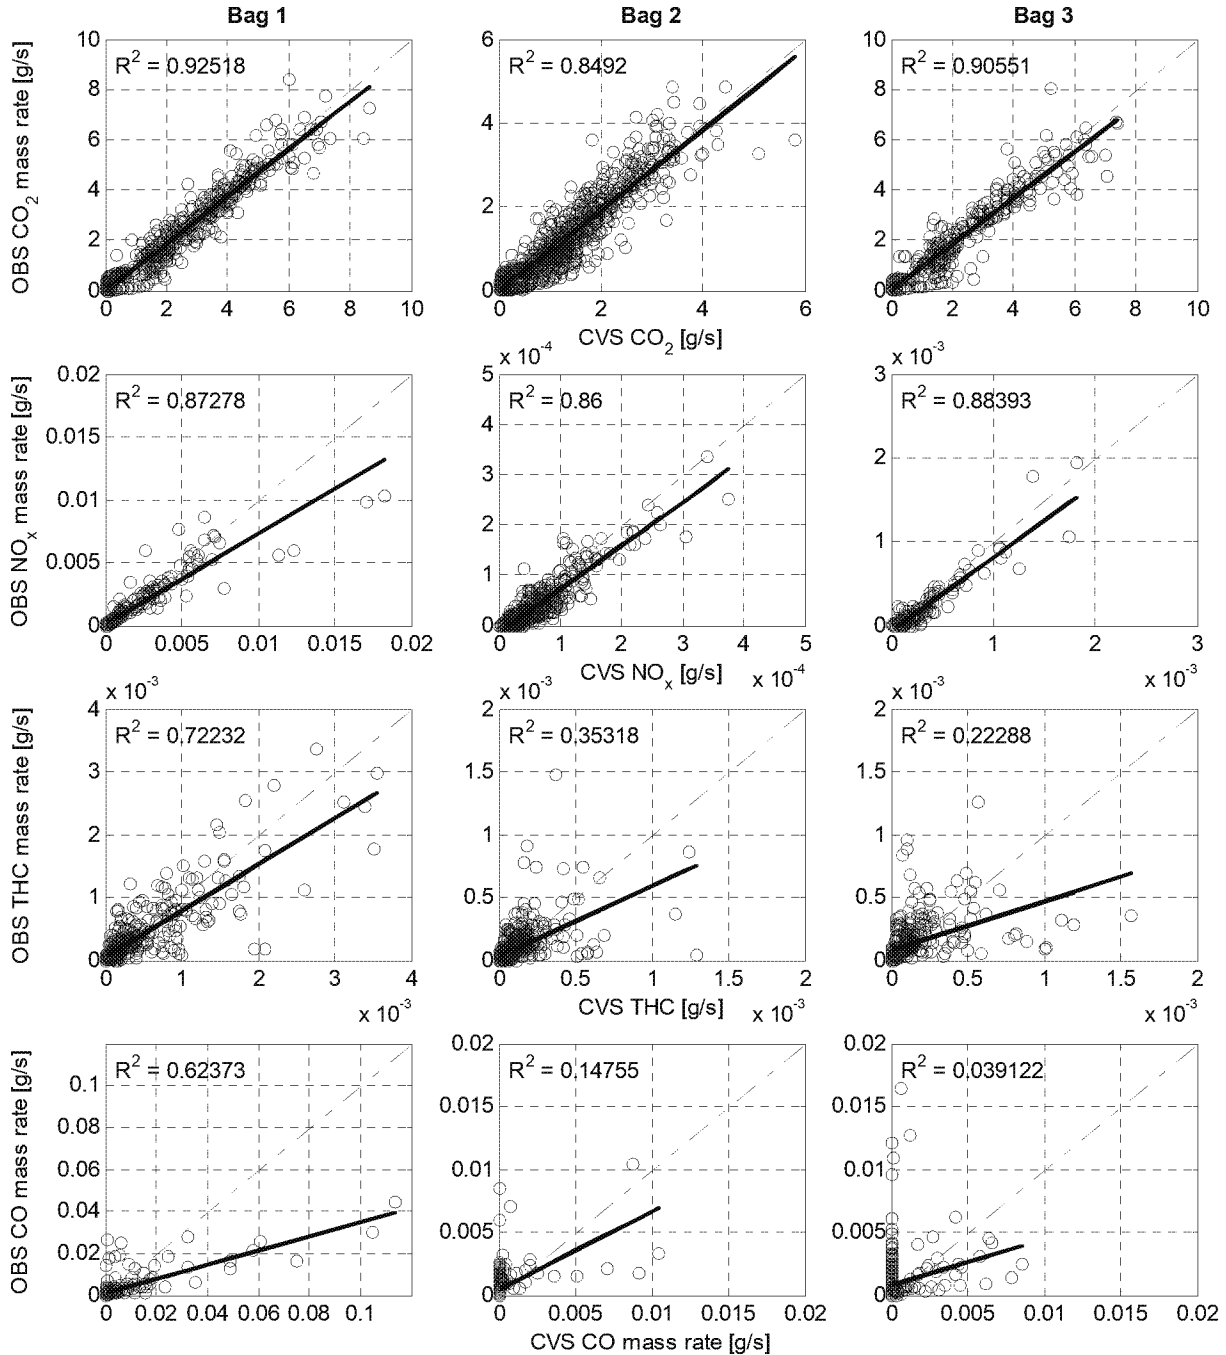 Bag 1
Bag 2
Bag 3
OBS CO2 mass rate [g/s]
R2 = 0.92518
10
8
6
4
2
0
0 2 4 6 8 10
R2 = 0.8492
6
4
2
0
0 2 4 6
CVS CO2 [g/s]
R2 = 0.90551
10
8
6
4
2
0
0 2 4 6 8 10
OBS NOx mass rate [g/s]
R2 = 0.87278
0.02
0.015
0.01
0.005
0
0 0.005 0.01 0.015 0.02
x 10-4
R2 = 0.86
5
4
3
2
1
0
0 1 2 3 4 5
CVS NOx [g/s]
x 10-4
x 10-3
R2 = 0.88393
3
2
1
0
0 1 2 3
x 10-3
OBS THC mass rate [g/s]
x 10-3
R2 = 0.72232
4
3
2
1
0
0 1 2 3 4
x 10-3
x 10-3
R2 = 0.35318
2
1.5
1
0.5
0
0 0.5 1 1.5 2
CVS THC [g/s]
x 10-3
x 10-3
R2 = 0.22288
2
1.5
1
0.5
0
0 0.5 1 1.5 2
x 10-3
OBS CO mass rate [g/s]
R2 = 0.62373
0.1
0.08
0.06
0.04
0.02
0
0 0.02 0.04 0.06 0.08 0.1
R2 = 0.14755
0.02
0.015
0.01
0.005
0
0 0.005 0.01 0.015 0.02
CVS CO mass rate [g/s]
R2 = 0.039122
0.02
0.015
0.01
0.005
0
0 0.005 0.01 0.015 0.02